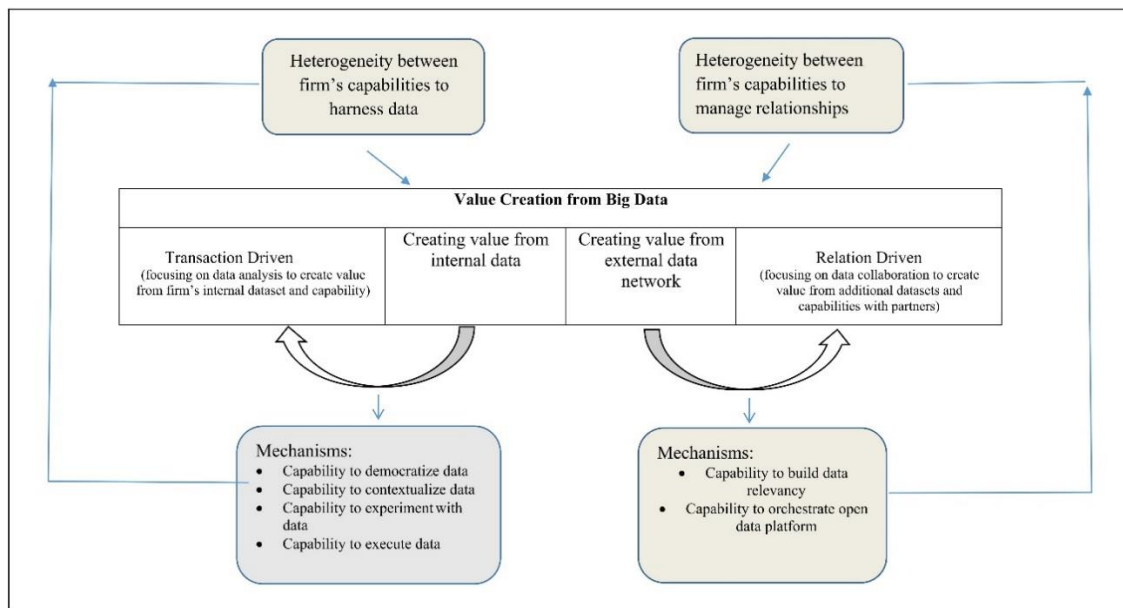 Heterogeneity between
firm's capabilities to
harness data
Heterogeneity between
firm's capabilities to
manage relationships
Value Creation from Big Data
Transaction Driven
(focusing on data analysis to create value
from firm's internal dataset and capability)
Creating value from
internal data
Creating value from
external data
network
Relation Driven
(focusing on data collaboration to create
value from additional datasets and
capabilities with partners)
Mechanisms:
• Capability to democratize data
• Capability to contextualize data
• Capability to experiment with
data
• Capability to execute data
Mechanisms:
• Capability to build data
relevancy
• Capability to orchestrate open
data platform